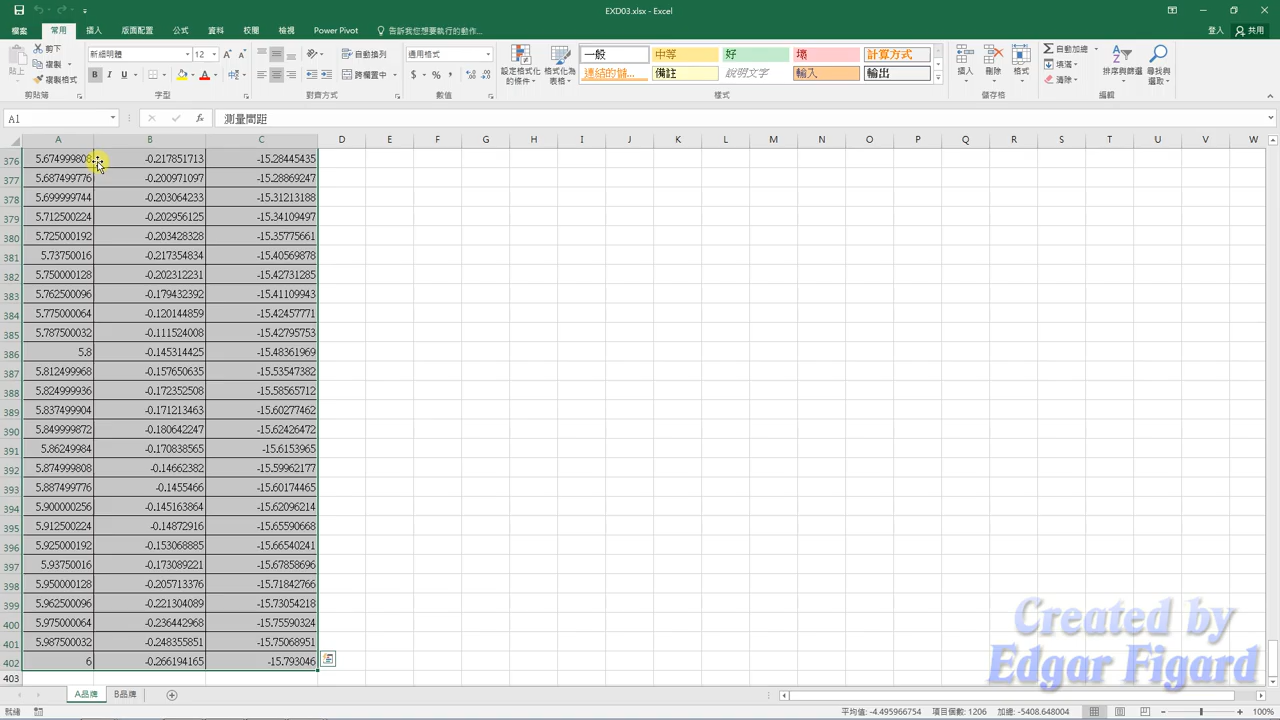 EXD03.xlsx - Excel
檔案 常用 插入 版面配置 公式 資料 校閱 檢視 Power Pivot 告訴我您想要執行的動作... 登入 共用
貼上 剪下 複製 複製格式 剪貼簿
新細明體 12 B I U 字型
自動換列 跨欄置中 對齊方式
通用格式 數值
設定格式化的條件 格式化為表格
一般 中等 好 壞 計算方式
連結的儲... 備註 說明文字 輸入 輸出 樣式
插入 刪除 格式 儲存格
自動加總 填滿 清除 排序與篩選 尋找與選取 編輯
A1 fx 測量間距
A B C D E F G H I J K L M N O P Q R S T U V W
376 5.674999808 -0.217851713 -15.28445435
377 5.687499776 -0.200971097 -15.28869247
378 5.699999744 -0.203064233 -15.31213188
379 5.712500224 -0.202956125 -15.34109497
380 5.725000192 -0.203428328 -15.35775661
381 5.73750016 -0.217354834 -15.40569878
382 5.750000128 -0.202312231 -15.42731285
383 5.762500096 -0.179432392 -15.41109943
384 5.775000064 -0.120144859 -15.42457771
385 5.787500032 -0.111524008 -15.42795753
386 5.8 -0.145314425 -15.48361969
387 5.812499968 -0.157650635 -15.53547382
388 5.824999936 -0.172352508 -15.58565712
389 5.837499904 -0.171213463 -15.60277462
390 5.849999872 -0.180642247 -15.62426472
391 5.86249984 -0.170838565 -15.6153965
392 5.874999808 -0.14662382 -15.59962177
393 5.887499776 -0.1455466 -15.60174465
394 5.900000256 -0.145163864 -15.62096214
395 5.912500224 -0.14872916 -15.65590668
396 5.925000192 -0.153068885 -15.66540241
397 5.93750016 -0.173089221 -15.67858696
398 5.950000128 -0.205713376 -15.71842766
399 5.962500096 -0.221304089 -15.73054218
400 5.975000064 -0.236442968 -15.75590324
401 5.987500032 -0.248355851 -15.75068951
402 6 -0.266194165 -15.793046
403
Created by
Edgar Figard
A品牌 B品牌
就緒 平均值: -4.495966754 項目個數: 1206 加總: -5408.648004 100%